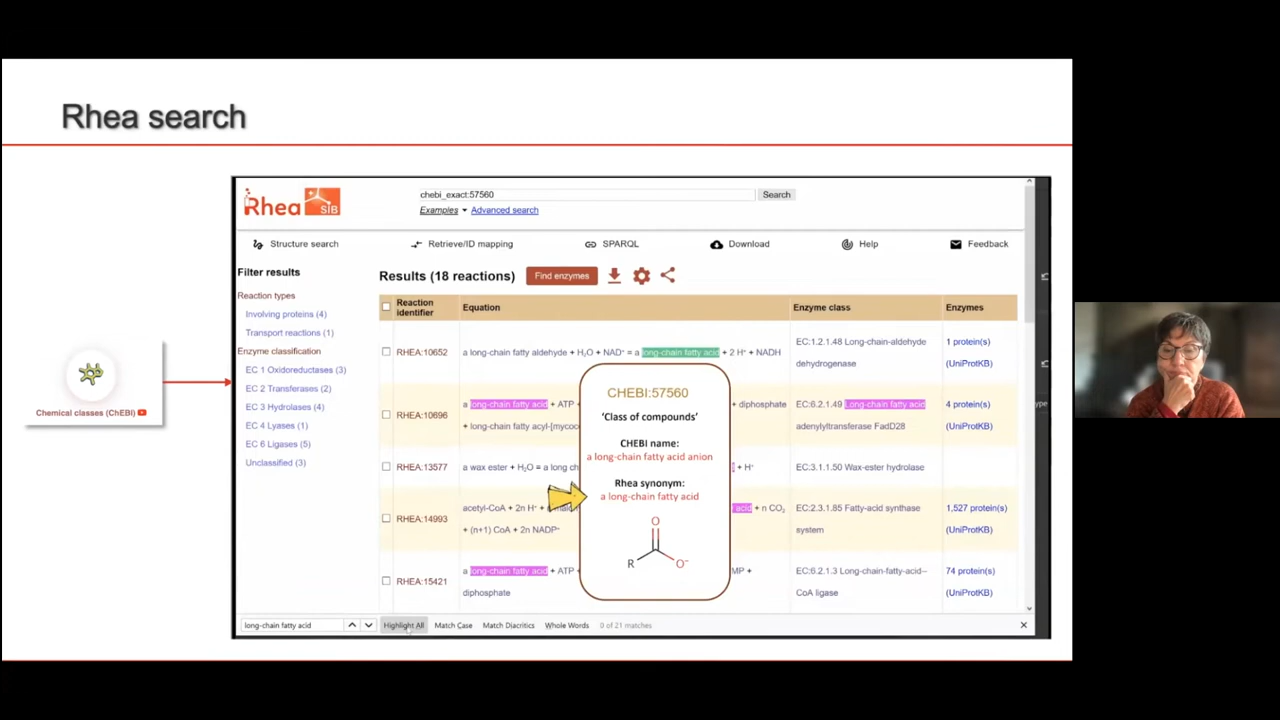 Rhea search
Rhea
SIB
chebi_exact:57560
Search
Examples
Advanced search
Structure search
Retrieve/ID mapping
SPARQL
Download
Help
Feedback
Filter results
Reaction types
Involving proteins (4)
Transport reactions (1)
Enzyme classification
EC 1 Oxidoreductases (3)
EC 2 Transferases (2)
EC 3 Hydrolases (4)
EC 4 Lyases (1)
EC 6 Ligases (5)
Unclassified (3)
Chemical classes (ChEBI)
Results (18 reactions)
Find enzymes
Reaction identifier
Equation
Enzyme class
Enzymes
RHEA:10652
a long-chain fatty aldehyde + H₂O + NAD⁺ = a long-chain fatty acid + 2 H⁺ + NADH
EC:1.2.1.48 Long-chain-aldehyde
dehydrogenase
1 protein(s)
(UniProtKB)
RHEA:10696
a long-chain fatty acid + ATP +
+ diphosphate
+ long-chain fatty acyl-[mycoc
EC:6.2.1.49 Long-chain fatty acid
adenylyltransferase FadD28
4 protein(s)
(UniProtKB)
RHEA:13577
a wax ester + H₂O = a long ch
+ H⁺
EC:3.1.1.50 Wax-ester hydrolase
RHEA:14993
acetyl-CoA + 2n H⁺ +
acid + n CO₂
+ (n+1) CoA + 2n NADP⁺
EC:2.3.1.85 Fatty-acid synthase
system
1,527 protein(s)
(UniProtKB)
RHEA:15421
a long-chain fatty acid + ATP +
MP +
diphosphate
EC:6.2.1.3 Long-chain-fatty-acid--
CoA ligase
74 protein(s)
(UniProtKB)
CHEBI:57560
'Class of compounds'
CHEBI name:
a long-chain fatty acid anion
Rhea synonym:
a long-chain fatty acid
O
R
O⁻
ype
long-chain fatty acid
Highlight All
Match Case
Match Diacritics
Whole Words
0 of 21 matches